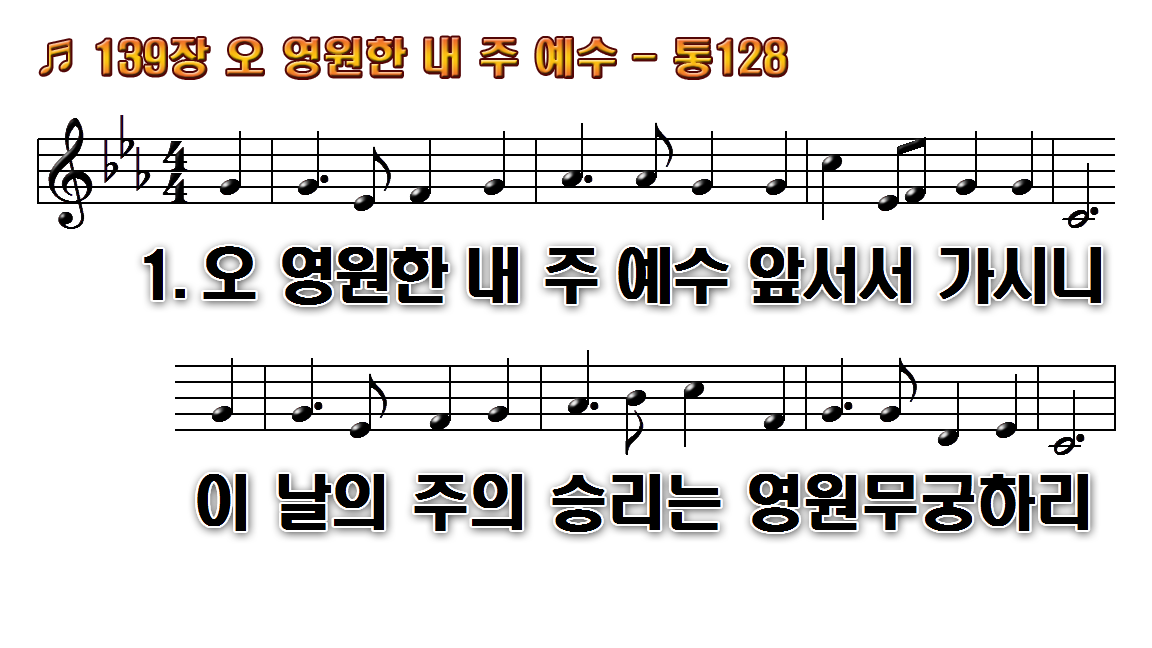 ♬ 139장 오 영원한 내 주 예수 - 통128
4
4
1. 오 영원한 내 주 예수 앞서서 가시니
이 날의 주의 승리는 영원무궁하리